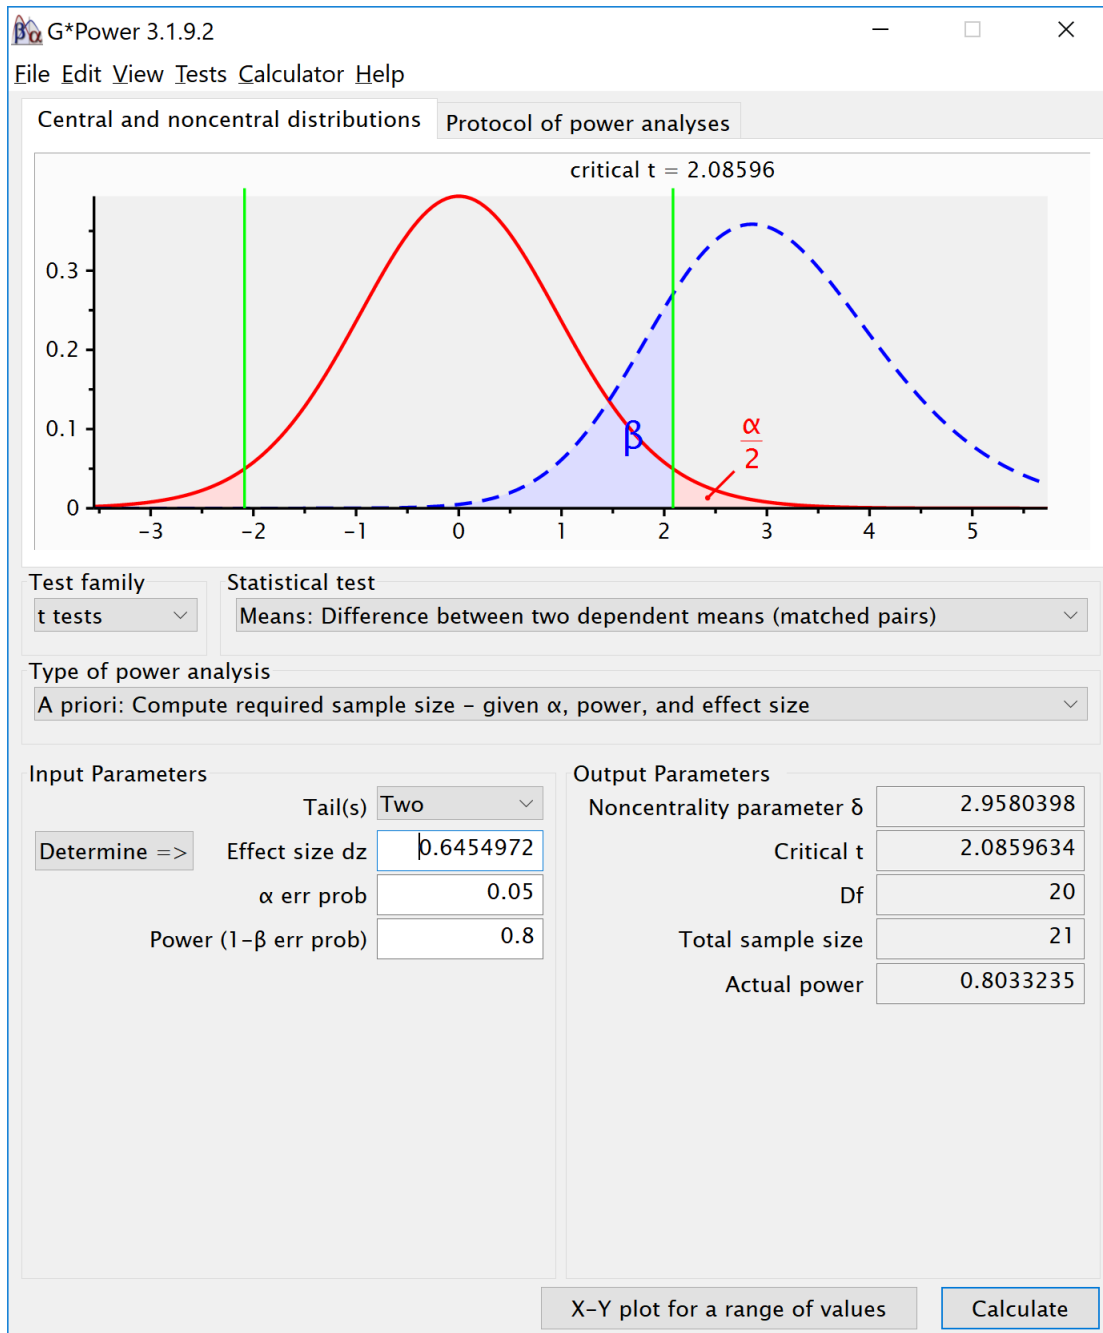 βα G*Power 3.1.9.2
File Edit View Tests Calculator Help
Central and noncentral distributions Protocol of power analyses
critical t = 2.08596
0.3
0.2
0.1
0
β
α
2
-3 -2 -1 0 1 2 3 4 5
Test family Statistical test
t tests Means: Difference between two dependent means (matched pairs)
Type of power analysis
A priori: Compute required sample size – given α, power, and effect size
Input Parameters
Tail(s) Two
Determine => Effect size dz 0.6454972
α err prob 0.05
Power (1–β err prob) 0.8
Output Parameters
Noncentrality parameter δ 2.9580398
Critical t 2.0859634
Df 20
Total sample size 21
Actual power 0.8033235
X–Y plot for a range of values Calculate